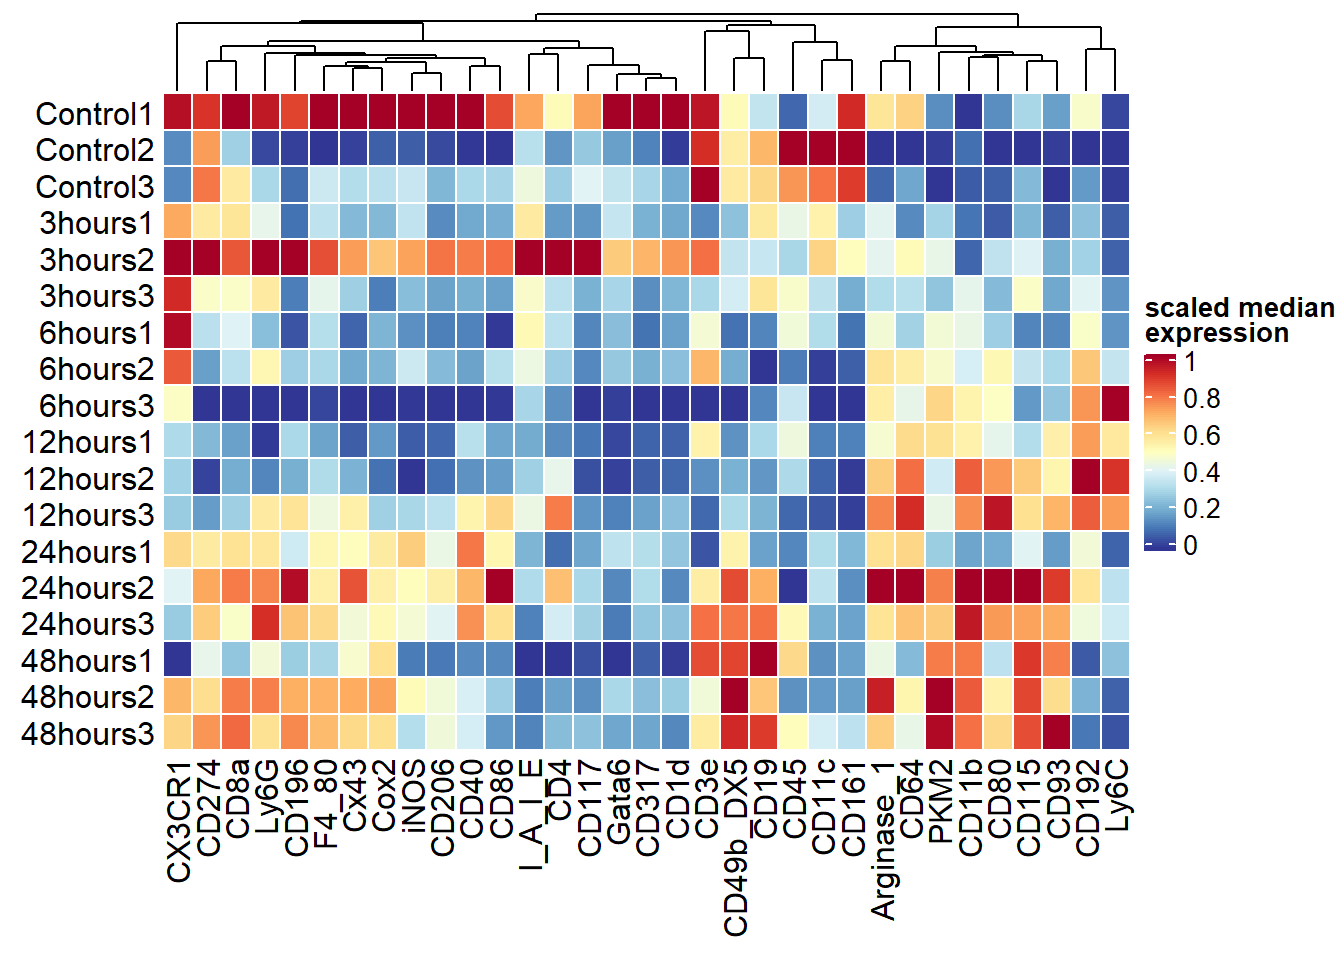 Control1
Control2
Control3
3hours1
3hours2
3hours3
6hours1
6hours2
6hours3
12hours1
12hours2
12hours3
24hours1
24hours2
24hours3
48hours1
48hours2
48hours3
CX3CR1
CD274
CD8a
Ly6G
CD196
F4_80
Cx43
Cox2
iNOS
CD206
CD40
CD86
I_A_I_E
CD4
CD117
Gata6
CD317
CD1d
CD3e
CD49b_DX5
CD19
CD45
CD11c
CD161
Arginase_1
CD64
PKM2
CD11b
CD80
CD115
CD93
CD192
Ly6C
scaled median
expression
1
0.8
0.6
0.4
0.2
0